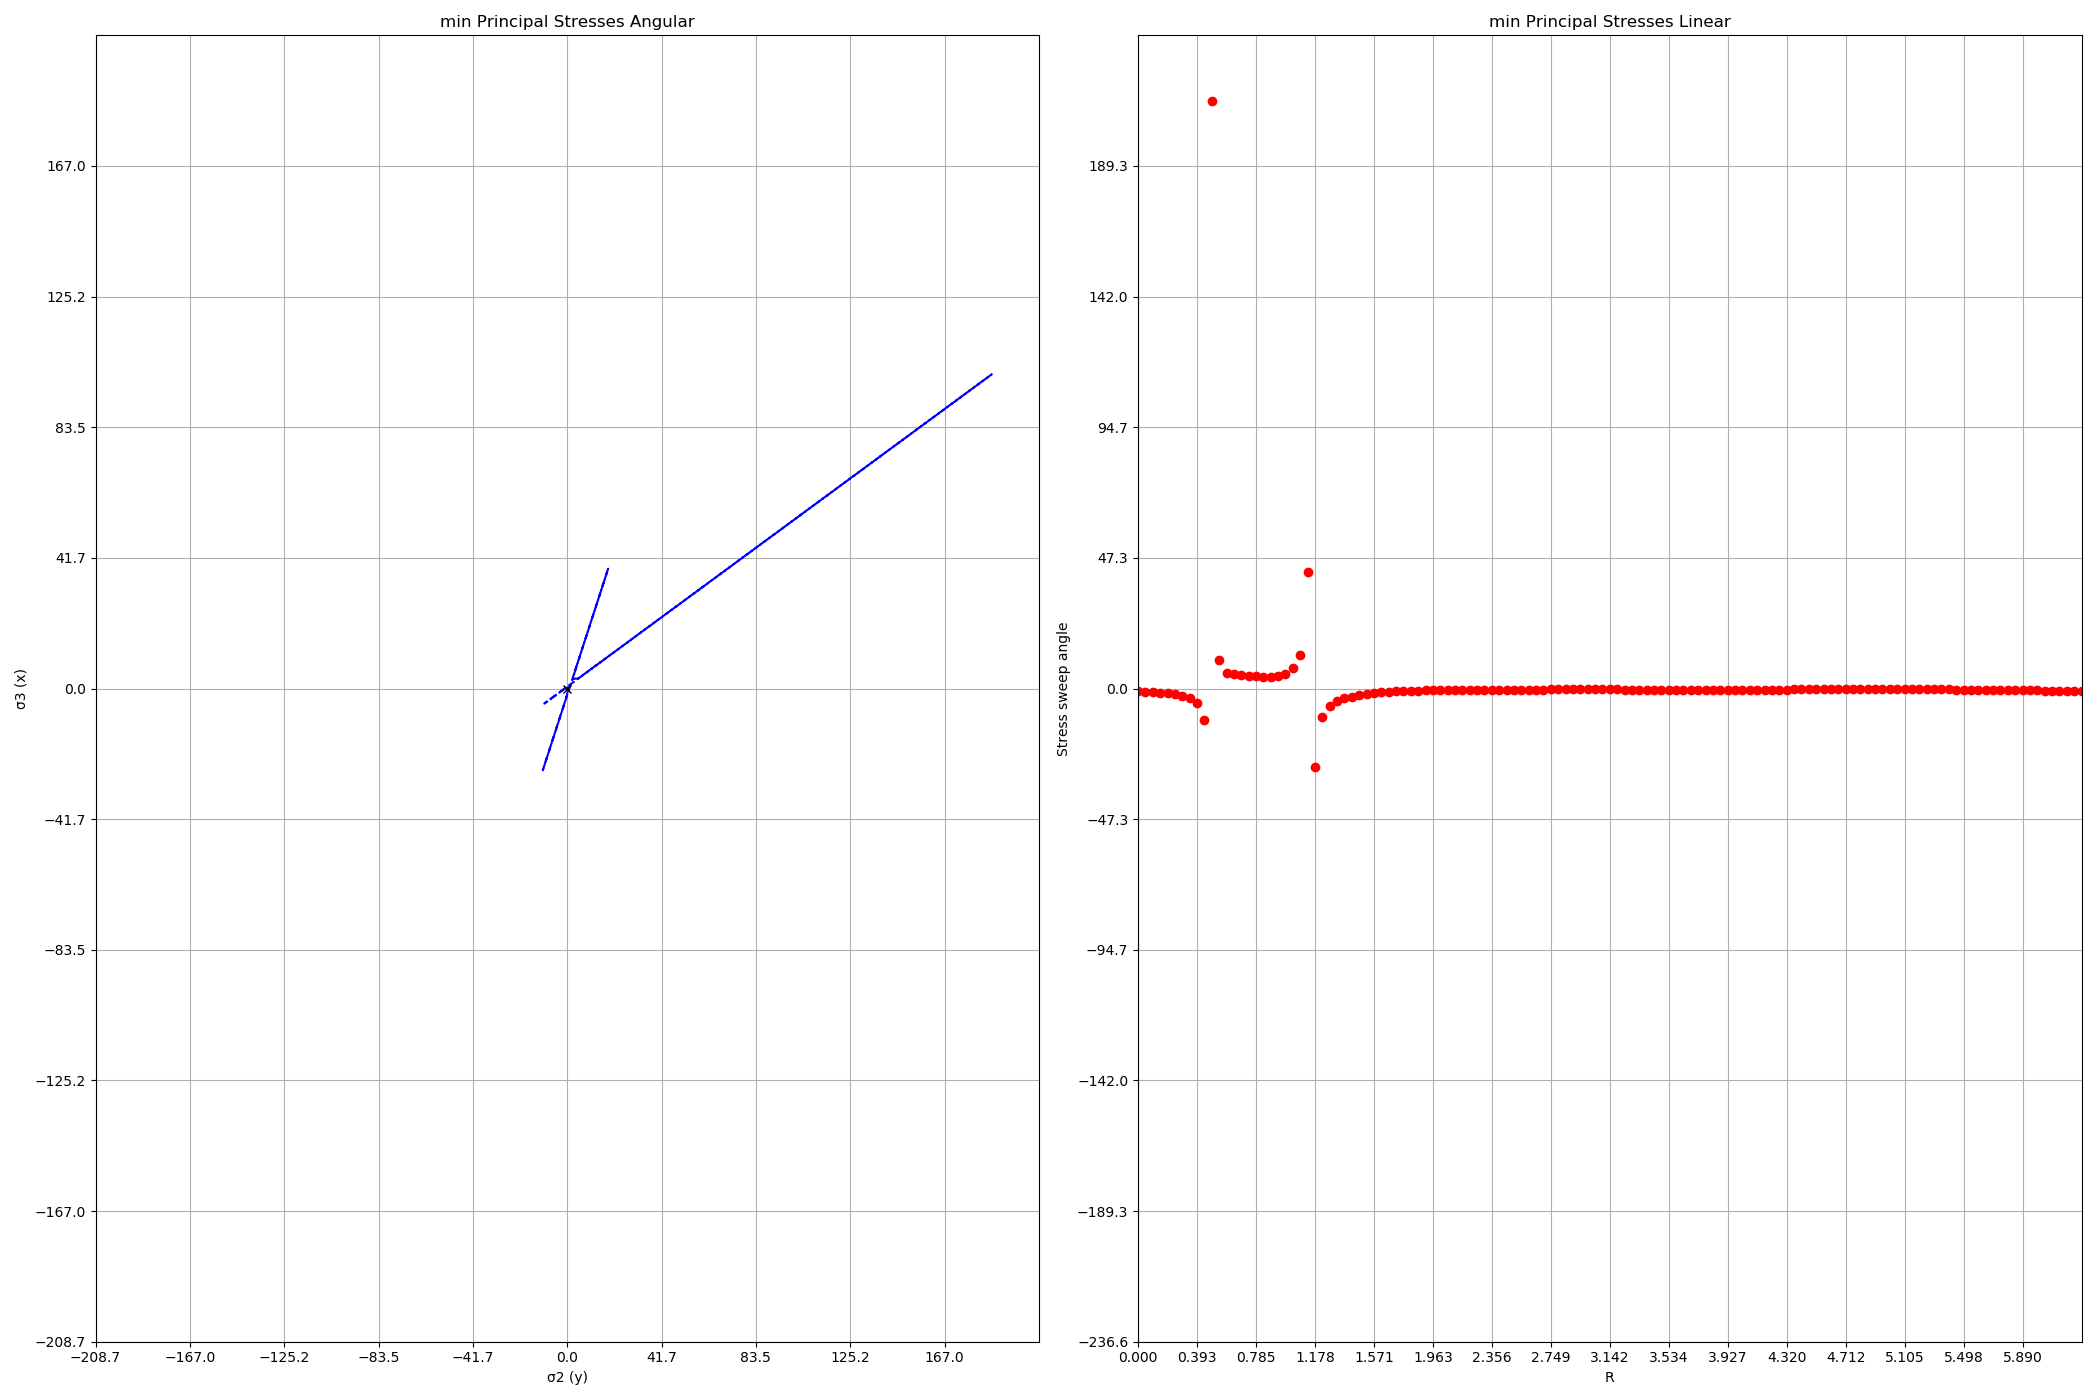 min Principal Stresses Angular
167.0
125.2
83.5
41.7
0.0
−41.7
−83.5
−125.2
−167.0
−208.7
σ3 (x)
−208.7 −167.0 −125.2 −83.5 −41.7 0.0 41.7 83.5 125.2 167.0
σ2 (y)
min Principal Stresses Linear
189.3
142.0
94.7
47.3
0.0
−47.3
−94.7
−142.0
−189.3
−236.6
Stress sweep angle
0.000 0.393 0.785 1.178 1.571 1.963 2.356 2.749 3.142 3.534 3.927 4.320 4.712 5.105 5.498 5.890
R